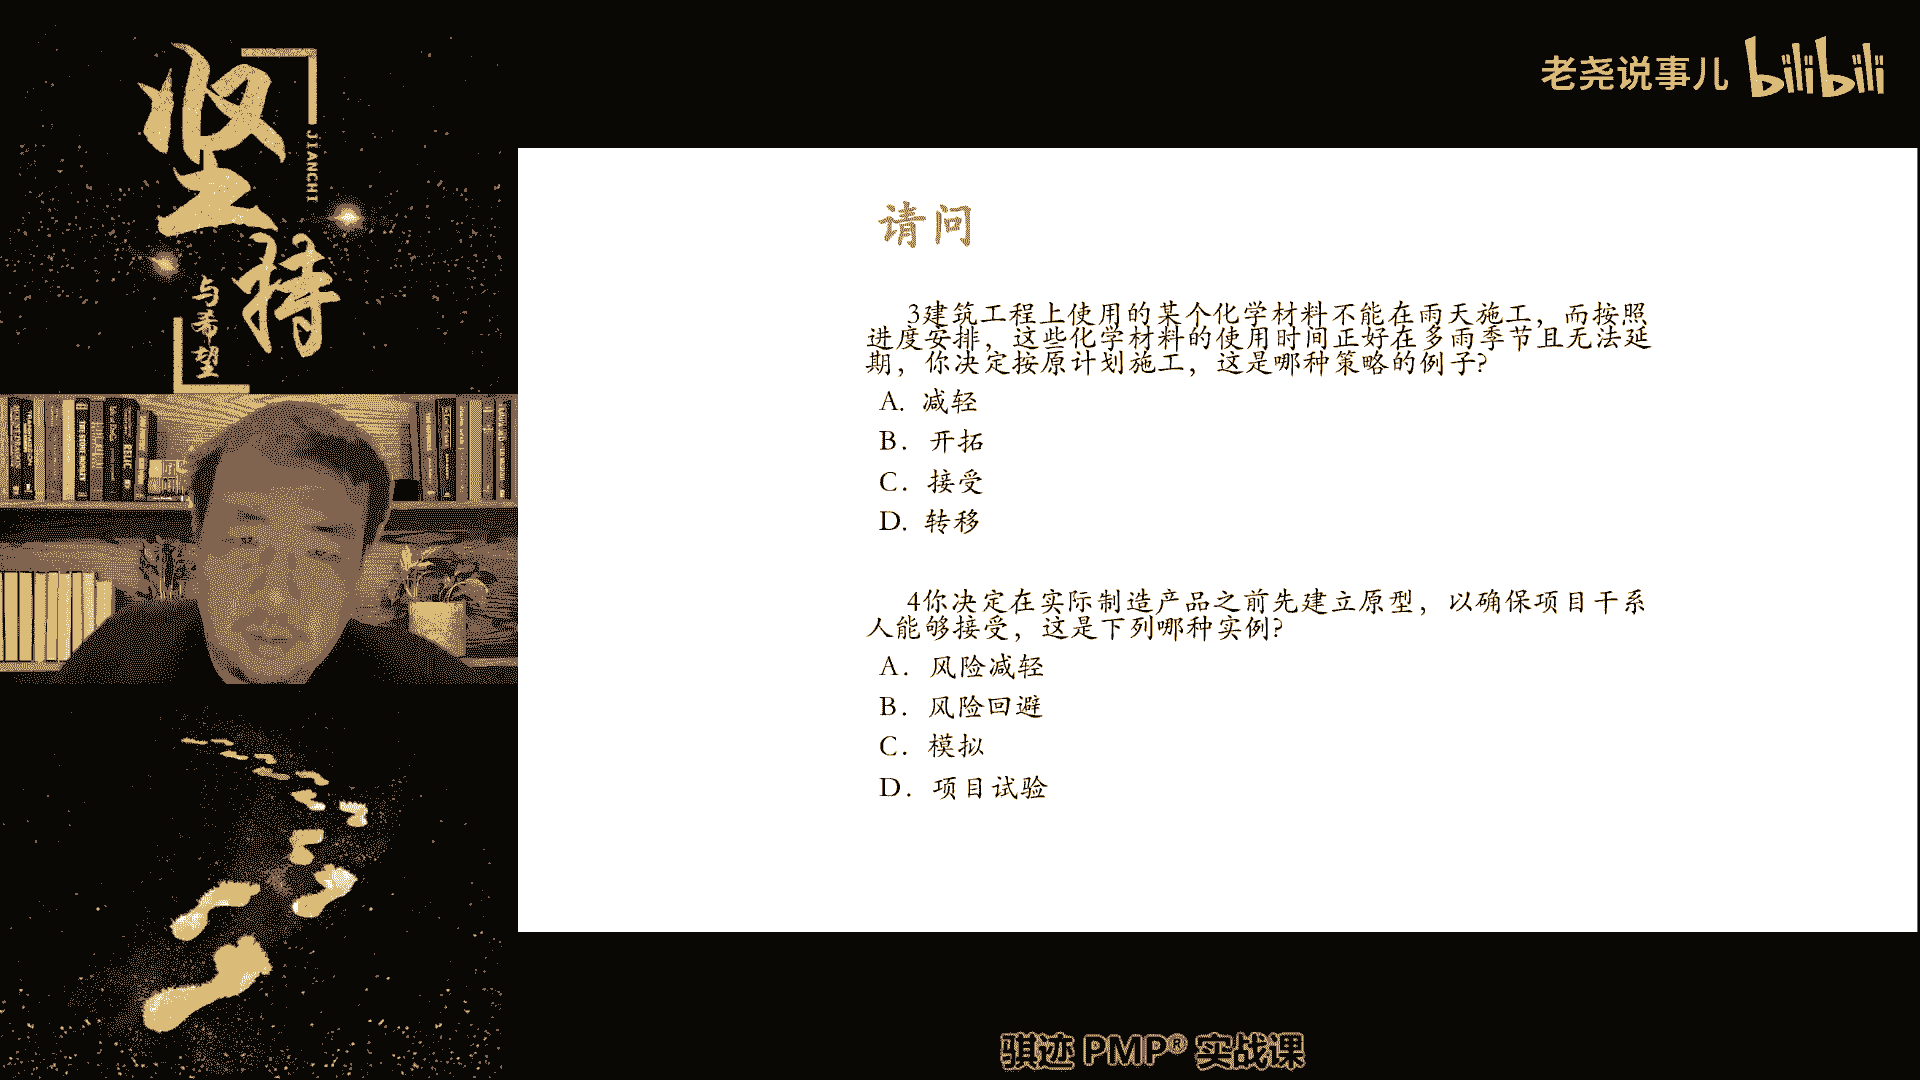 坚持
JIANCHI
与希望
老尧说事儿 bilibili
请问
3建筑工程上使用的某个化学材料不能在雨天施工，而按照
进度安排，这些化学材料的使用时间正好在多雨季节且无法延
期，你决定按原计划施工，这是哪种策略的例子?
A. 减轻
B. 开拓
C. 接受
D. 转移
4你决定在实际制造产品之前先建立原型，以确保项目干系
人能够接受，这是下列哪种实例?
A. 风险减轻
B. 风险回避
C. 模拟
D. 项目试验
骐迹 PMP® 实战课